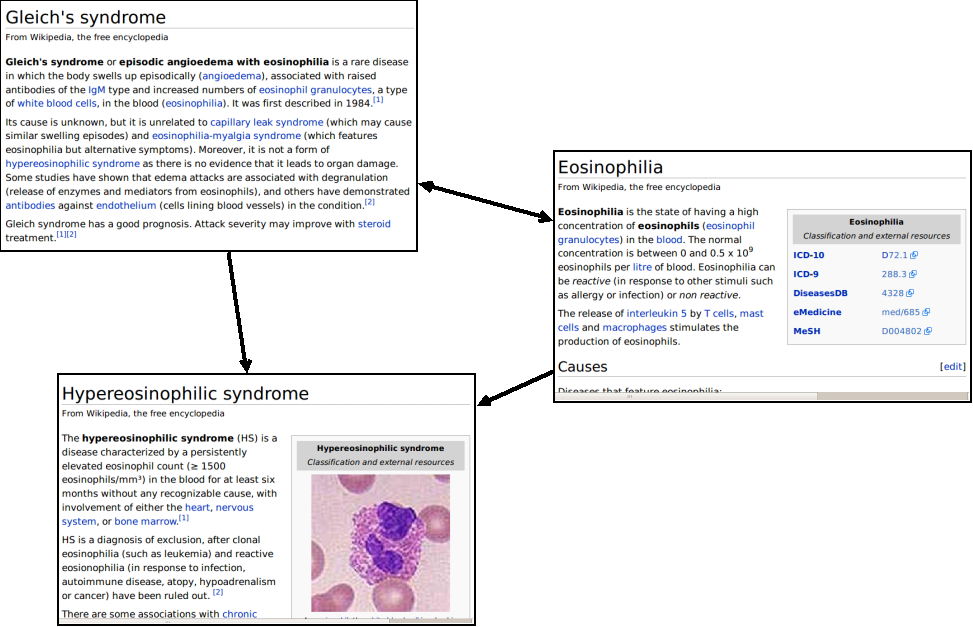 Gleich's syndrome
From Wikipedia, the free encyclopedia
Gleich's syndrome or episodic angioedema with eosinophilia is a rare disease
in which the body swells up episodically (angioedema), associated with raised
antibodies of the IgM type and increased numbers of eosinophil granulocytes, a type
of white blood cells, in the blood (eosinophilia). It was first described in 1984.[1]
Its cause is unknown, but it is unrelated to capillary leak syndrome (which may cause
similar swelling episodes) and eosinophilia-myalgia syndrome (which features
eosinophilia but alternative symptoms). Moreover, it is not a form of
hypereosinophilic syndrome as there is no evidence that it leads to organ damage.
Some studies have shown that edema attacks are associated with degranulation
(release of enzymes and mediators from eosinophils), and others have demonstrated
antibodies against endothelium (cells lining blood vessels) in the condition.[2]
Gleich syndrome has a good prognosis. Attack severity may improve with steroid
treatment.[1][2]
Eosinophilia
From Wikipedia, the free encyclopedia
Eosinophilia is the state of having a high
concentration of eosinophils (eosinophil
granulocytes) in the blood. The normal
concentration is between 0 and 0.5 x 10⁹
eosinophils per litre of blood. Eosinophilia can
be reactive (in response to other stimuli such
as allergy or infection) or non reactive.
The release of interleukin 5 by T cells, mast
cells and macrophages stimulates the
production of eosinophils.
Eosinophilia
Classification and external resources
ICD-10 D72.1
ICD-9 288.3
DiseasesDB 4328
eMedicine med/685
MeSH D004802
Causes [edit]
Diseases that feature eosinophilia:
Hypereosinophilic syndrome
From Wikipedia, the free encyclopedia
The hypereosinophilic syndrome (HS) is a
disease characterized by a persistently
elevated eosinophil count (≥ 1500
eosinophils/mm³) in the blood for at least six
months without any recognizable cause, with
involvement of either the heart, nervous
system, or bone marrow.[1]
HS is a diagnosis of exclusion, after clonal
eosinophilia (such as leukemia) and reactive
eosionophilia (in response to infection,
autoimmune disease, atopy, hypoadrenalism
or cancer) have been ruled out. [2]
There are some associations with chronic
Hypereosinophilic syndrome
Classification and external resources